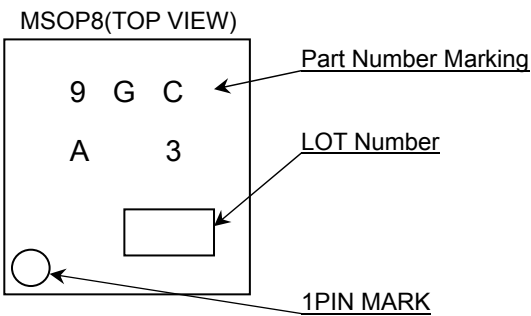 MSOP8(TOP VIEW)
Part Number Marking
9 G C
LOT Number
A 3
1PIN MARK